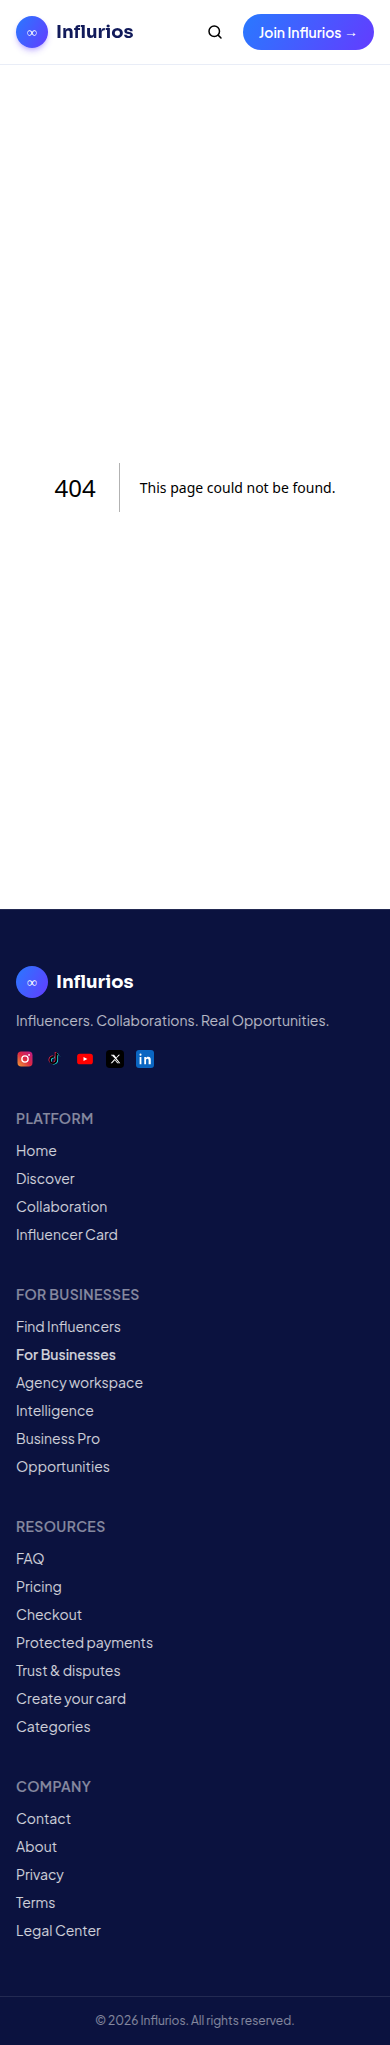 ∞ Influrios
Join Influrios →
404
This page could not be found.
∞ Influrios
Influencers. Collaborations. Real Opportunities.
PLATFORM
Home
Discover
Collaboration
Influencer Card
FOR BUSINESSES
Find Influencers
For Businesses
Agency workspace
Intelligence
Business Pro
Opportunities
RESOURCES
FAQ
Pricing
Checkout
Protected payments
Trust & disputes
Create your card
Categories
COMPANY
Contact
About
Privacy
Terms
Legal Center
© 2026 Influrios. All rights reserved.